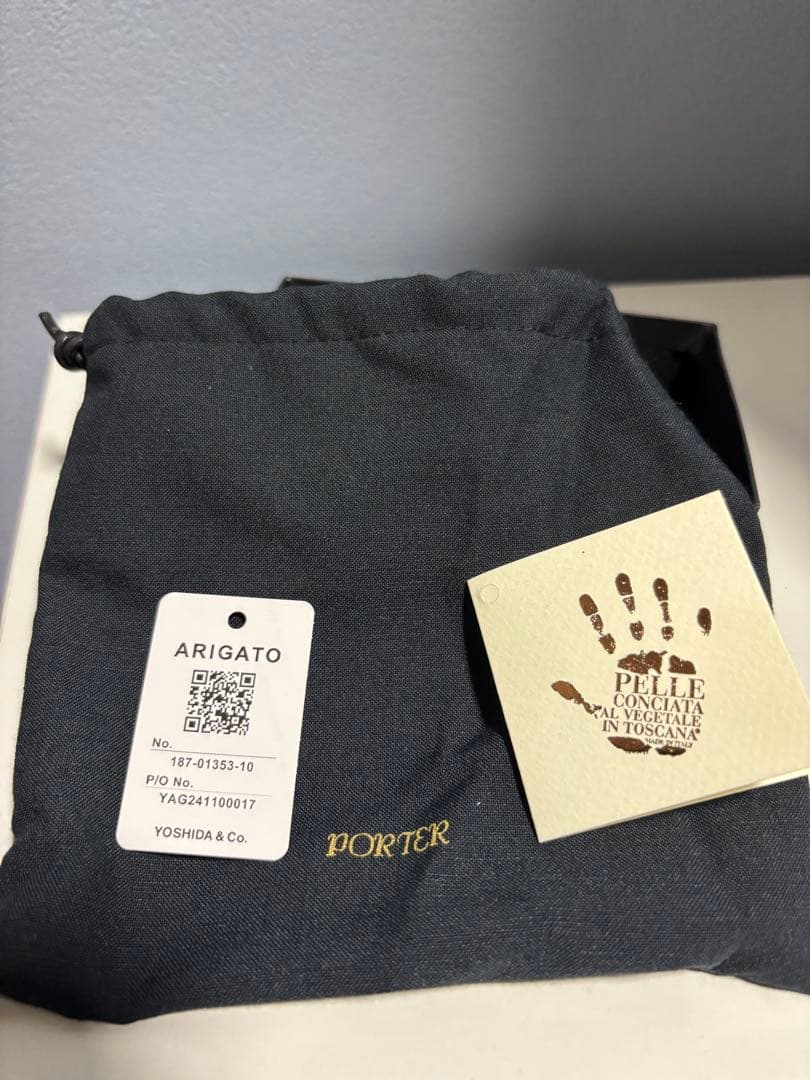 ARIGATO
No.
187-01353-10
P/O No.
YAG241100017
YOSHIDA & Co.
PORTER
PELLE
CONCIATA
AL VEGETALE
IN TOSCANA®
MADE IN ITALY